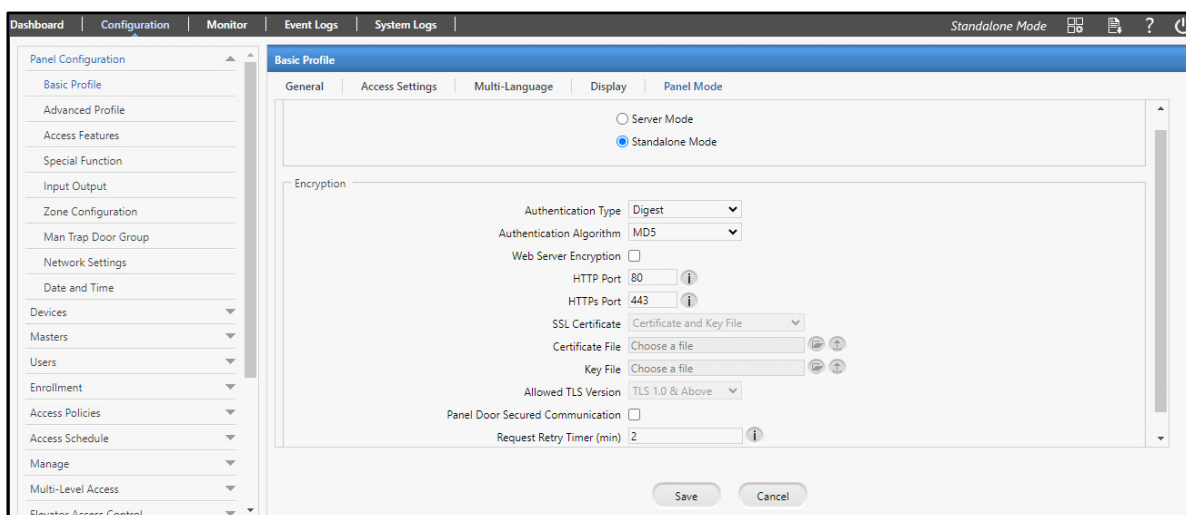 Dashboard Configuration Monitor Event Logs System Logs Standalone Mode ?
Panel Configuration
Basic Profile
Advanced Profile
Access Features
Special Function
Input Output
Zone Configuration
Man Trap Door Group
Network Settings
Date and Time
Devices
Masters
Users
Enrollment
Access Policies
Access Schedule
Manage
Multi-Level Access
Elevator Access Control
Basic Profile
General Access Settings Multi-Language Display Panel Mode
Server Mode
Standalone Mode
Encryption
Authentication Type Digest
Authentication Algorithm MD5
Web Server Encryption
HTTP Port 80 i
HTTPs Port 443 i
SSL Certificate Certificate and Key File
Certificate File Choose a file
Key File Choose a file
Allowed TLS Version TLS 1.0 & Above
Panel Door Secured Communication
Request Retry Timer (min) 2 i
Save Cancel